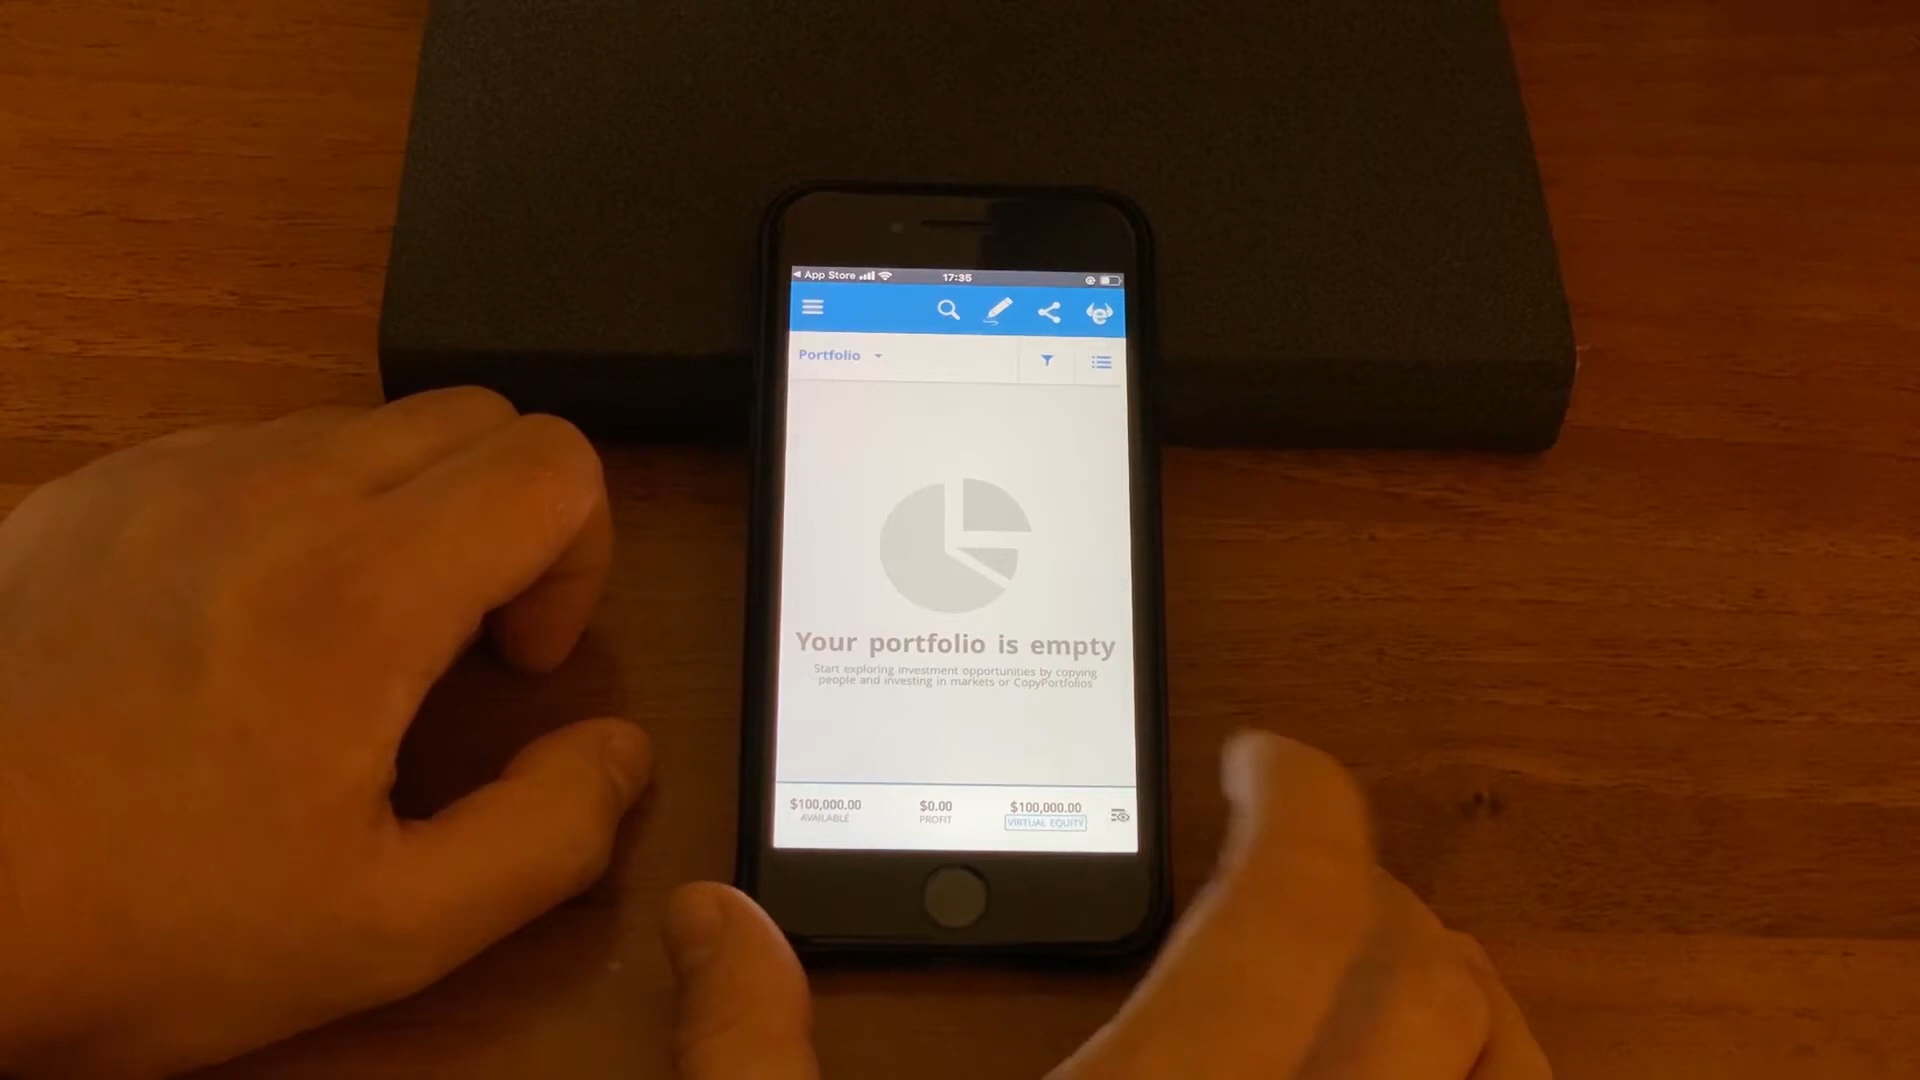 App Store
17:35
Portfolio
Your portfolio is empty
Start exploring investment opportunities by copying
people and investing in markets or CopyPortfolios
$100,000.00
AVAILABLE
$0.00
PROFIT
$100,000.00
VIRTUAL EQUITY